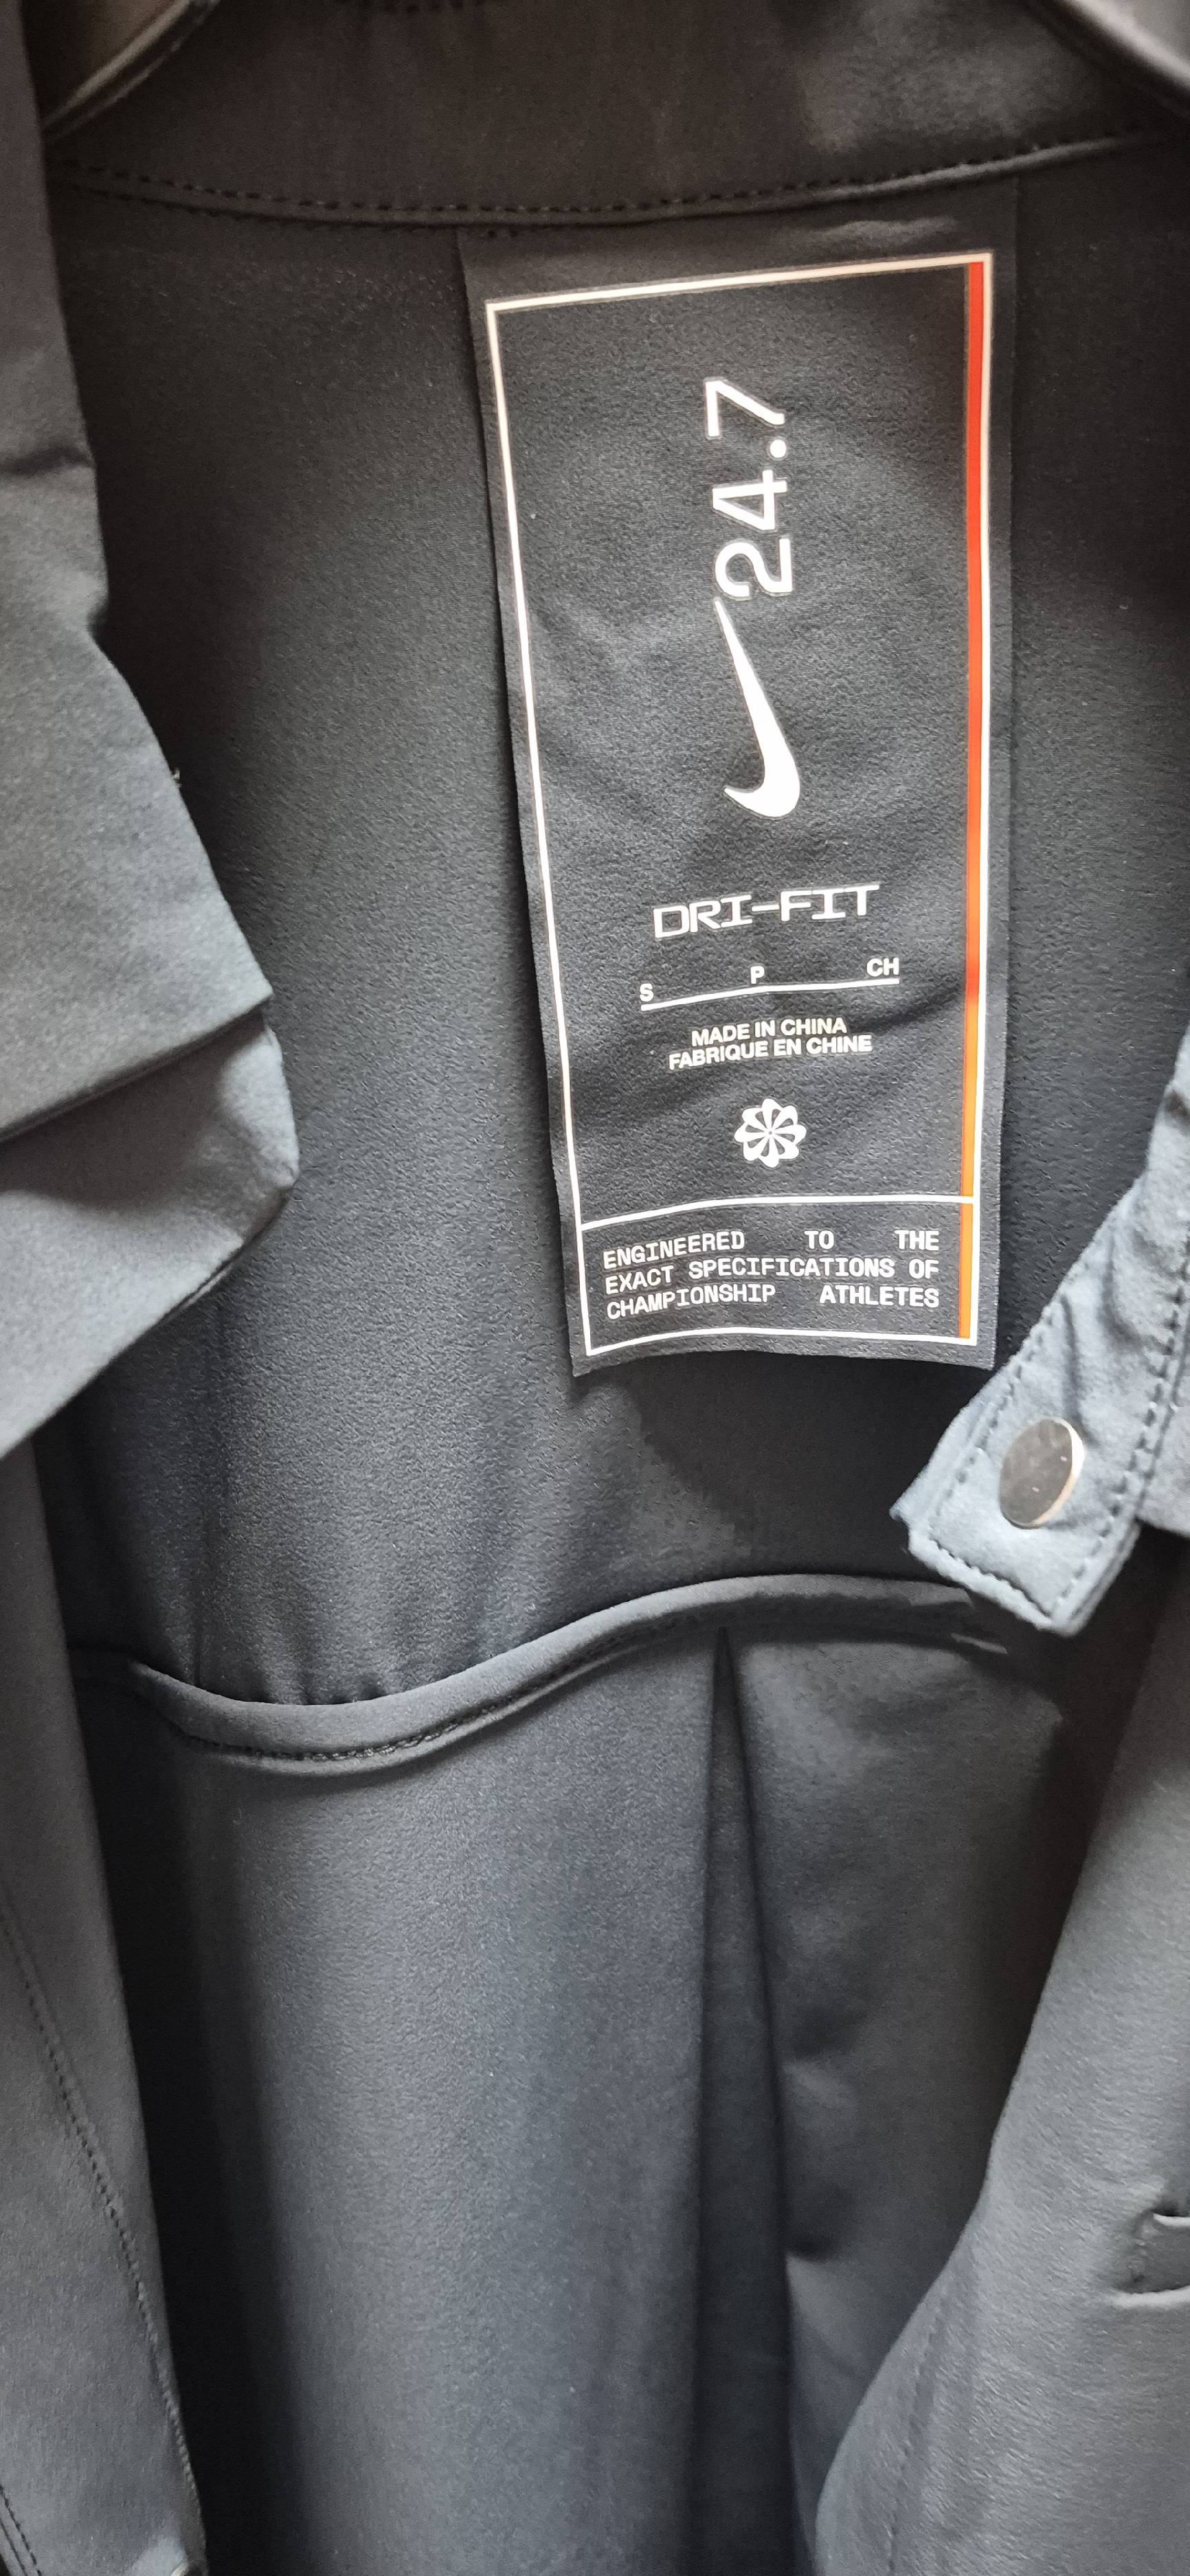 24.7
DRI-FIT
S P CH
MADE IN CHINA
FABRIQUE EN CHINE
ENGINEERED TO THE
EXACT SPECIFICATIONS OF
CHAMPIONSHIP ATHLETES